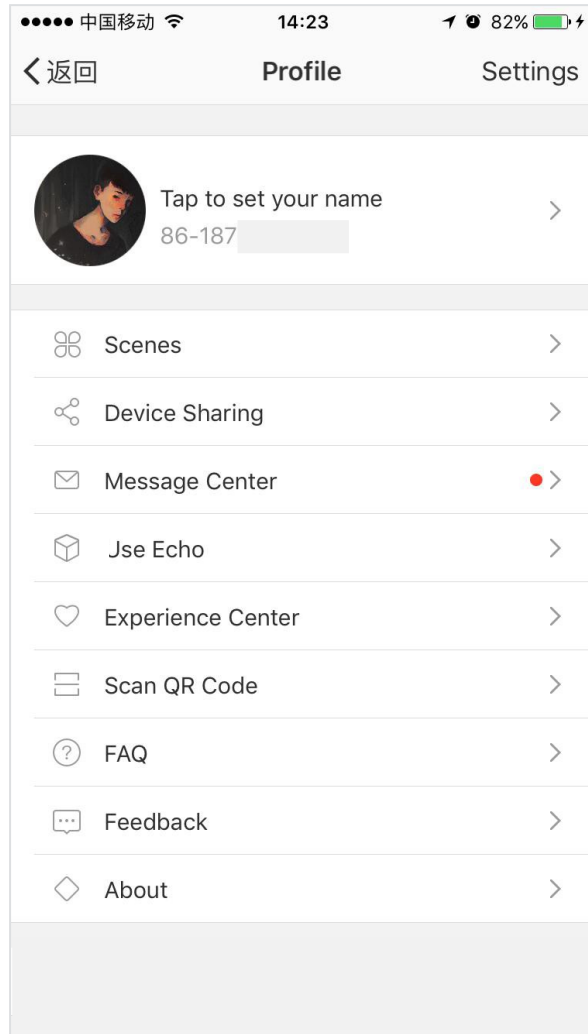 中国移动 14:23 82%
返回 Profile Settings
Tap to set your name
86-187
Scenes
Device Sharing
Message Center
Jse Echo
Experience Center
Scan QR Code
FAQ
Feedback
About